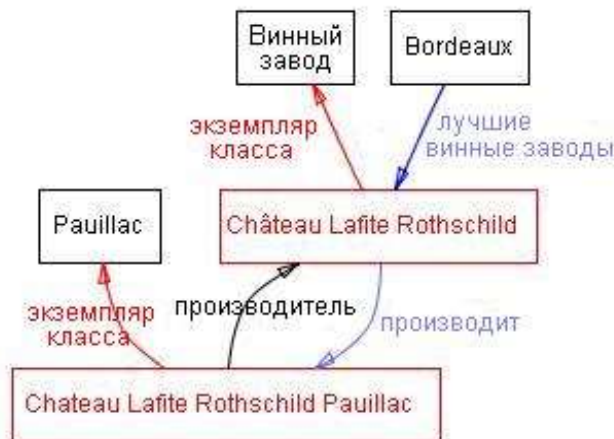 Винный
завод
Bordeaux
экземпляр
класса
лучшие
винные заводы
Pauillac
Château Lafite Rothschild
экземпляр
класса
производитель
производит
Chateau Lafite Rothschild Pauillac